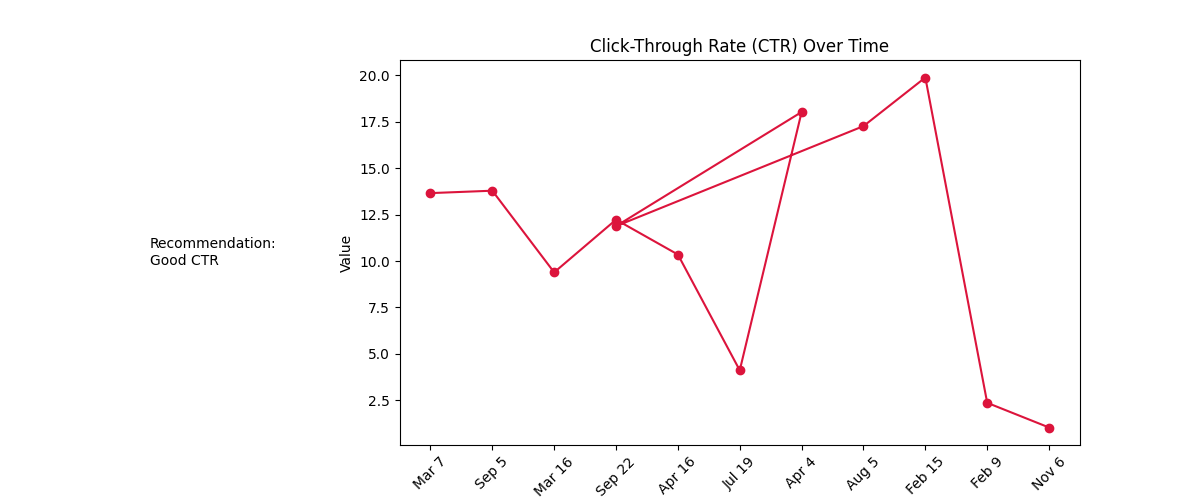 Click-Through Rate (CTR) Over Time
Recommendation:
Good CTR
Value
20.0
17.5
15.0
12.5
10.0
7.5
5.0
2.5
Mar 7
Sep 5
Mar 16
Sep 22
Apr 16
Jul 19
Apr 4
Aug 5
Feb 15
Feb 9
Nov 6